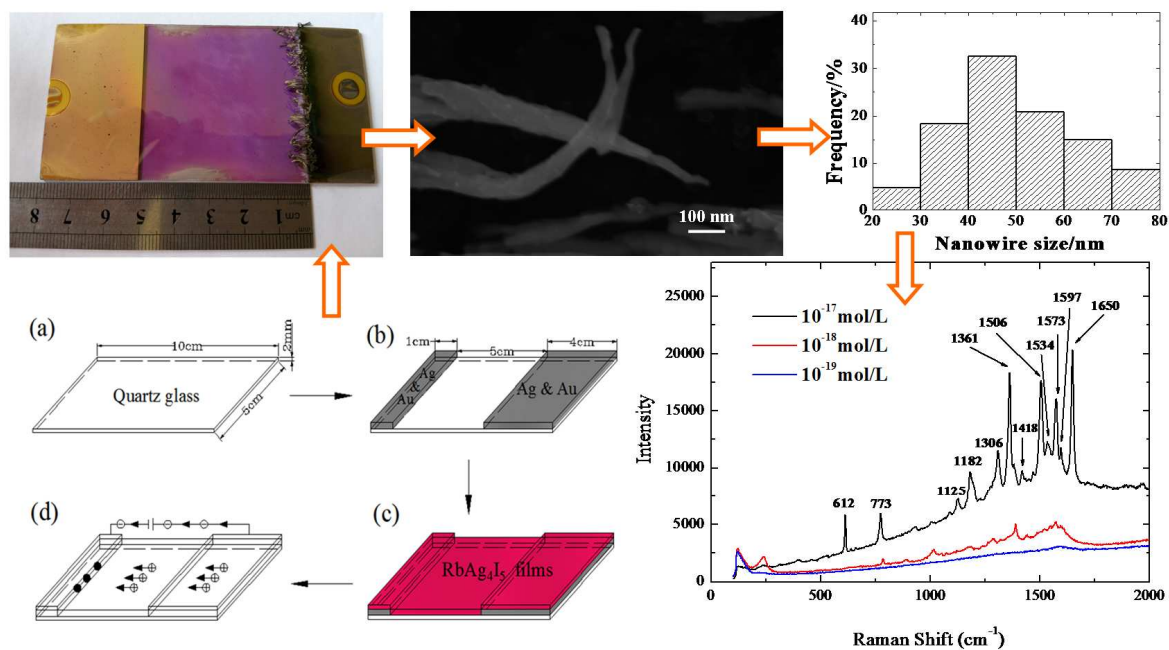 8 7 6 5 4 3 2 1 cm
100 nm
Frequency/%
40
30
20
10
0
20 30 40 50 60 70 80
Nanowire size/nm
(a)
10cm
2mm
5cm
Quartz glass
(b)
1cm 5cm 4cm
Ag & Au
Ag & Au
(c)
RbAg₄I₅ films
(d)
25000
20000
15000
10000
5000
0
Intensity
10⁻¹⁷mol/L
10⁻¹⁸mol/L
10⁻¹⁹mol/L
612
773
1125
1182
1306
1361
1418
1506
1534
1573
1597
1650
0 500 1000 1500 2000
Raman Shift (cm⁻¹)